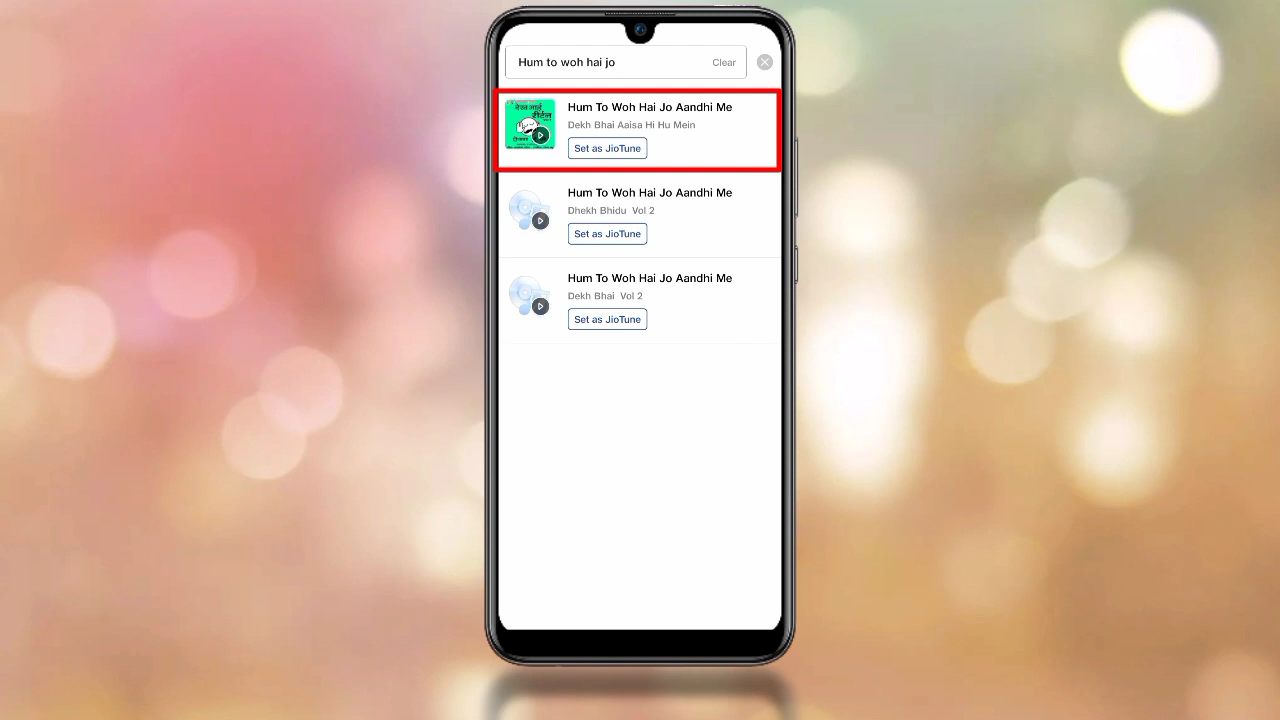 Hum to woh hai jo Clear
Hum To Woh Hai Jo Aandhi Me
Dekh Bhai Aaisa Hi Hu Mein
Set as JioTune
Hum To Woh Hai Jo Aandhi Me
Dhekh Bhidu Vol 2
Set as JioTune
Hum To Woh Hai Jo Aandhi Me
Dekh Bhai Vol 2
Set as JioTune